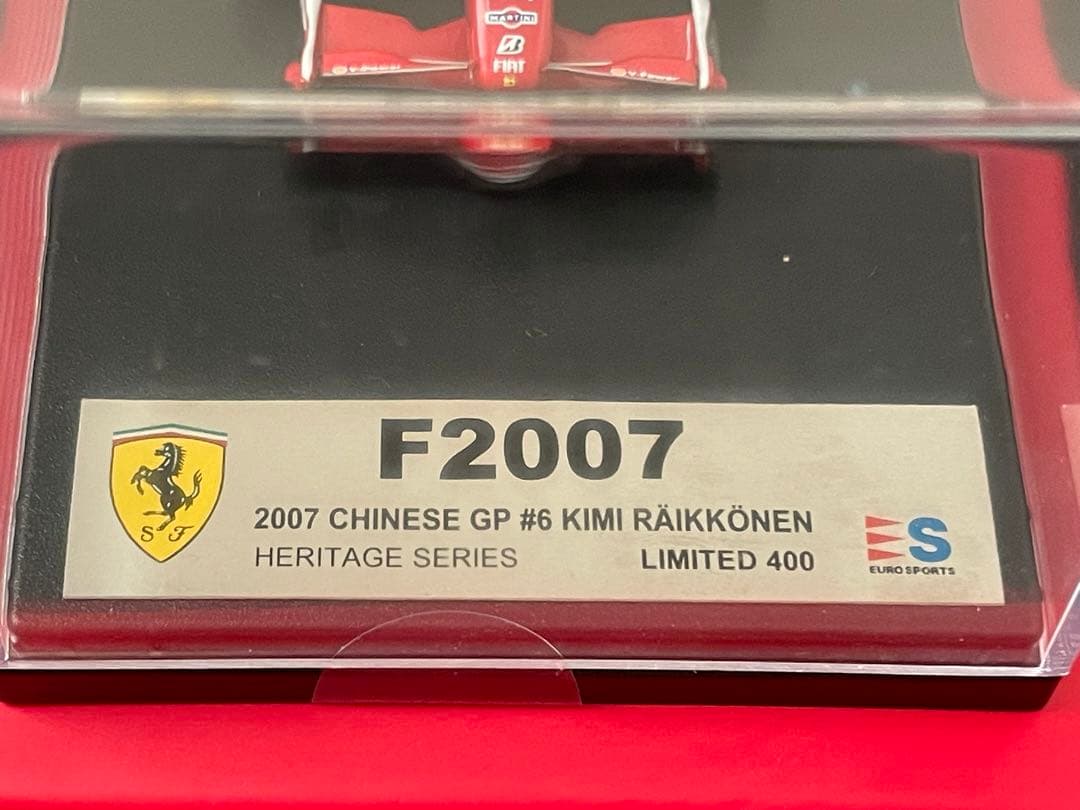 MARTINI
FIAT
F2007
2007 CHINESE GP #6 KIMI RÄIKKÖNEN
HERITAGE SERIES LIMITED 400
S F
ES
EURO SPORTS